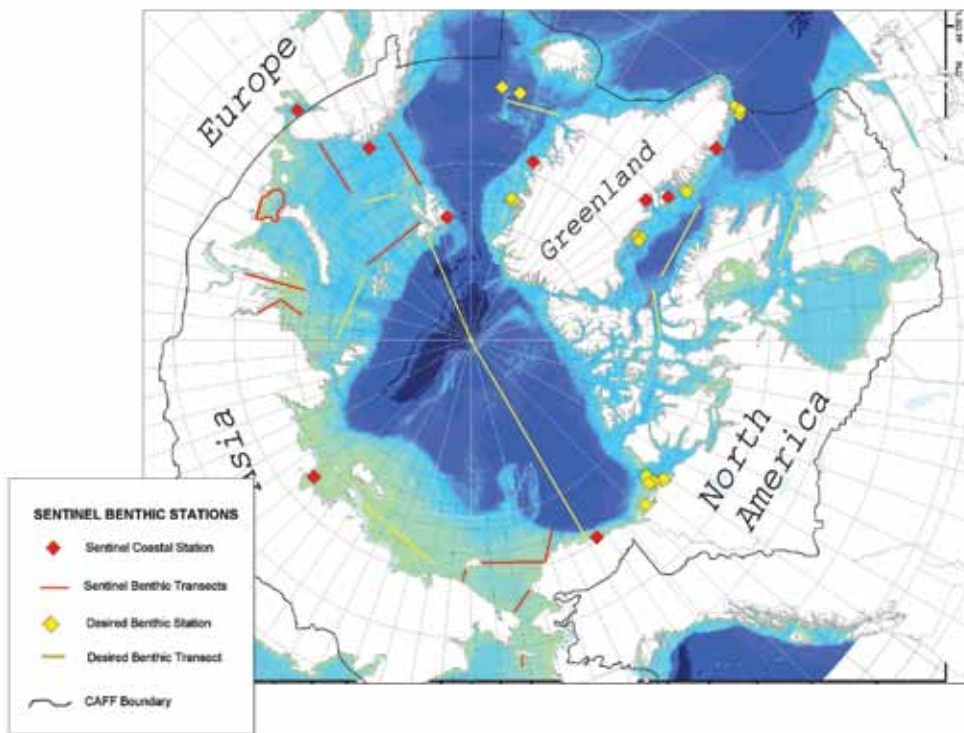 Europe
Greenland
North
America
SENTINEL BENTHIC STATIONS
Sentinel Coastal Station
Sentinel Benthic Transects
Desired Benthic Station
Desired Benthic Transect
CAFF Boundary